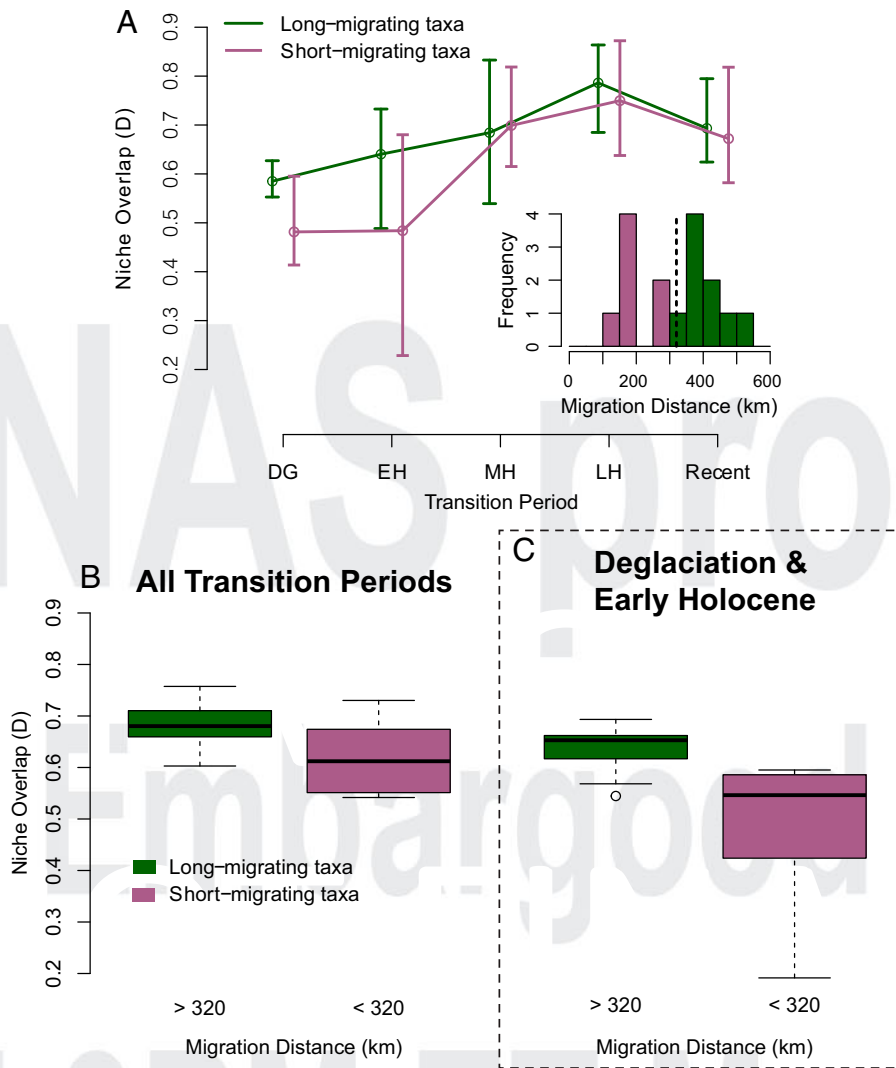 A
Long−migrating taxa
Short−migrating taxa
Niche Overlap (D)
0.9
0.8
0.7
0.6
0.5
0.4
0.3
0.2
Frequency
4
3
2
1
0
0 200 400 600
Migration Distance (km)
DG EH MH LH Recent
Transition Period
NAS pro
B All Transition Periods
C Deglaciation &
Early Holocene
Niche Overlap (D)
0.9
0.8
0.7
0.6
0.5
0.4
0.3
0.2
Embargoed
Long−migrating taxa
Short−migrating taxa
> 320 < 320
Migration Distance (km)
> 320 < 320
Migration Distance (km)